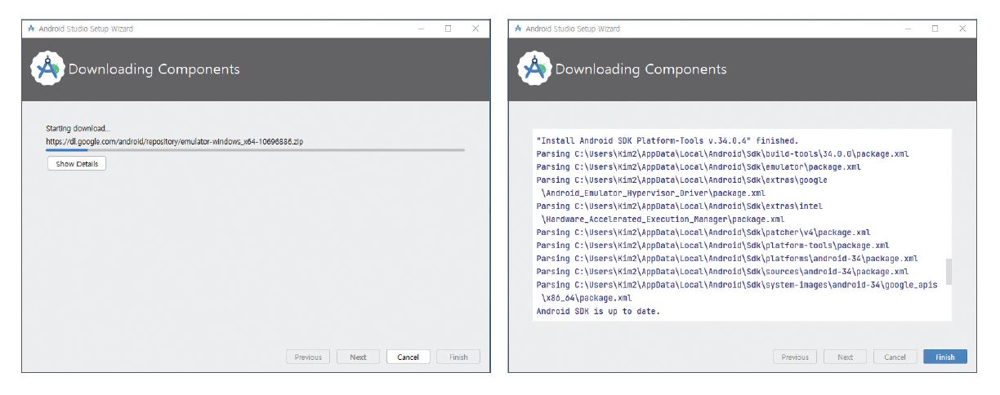 Android Studio Setup Wizard
Downloading Components
Starting download...
https://dl.google.com/android/repository/emulator-windows_x64-10696886.zip
Show Details
Previous
Next
Cancel
Finish
Android Studio Setup Wizard
Downloading Components
"Install Android SDK Platform-Tools v.34.0.4" finished.
Parsing C:\Users\Kim2\AppData\Local\Android\Sdk\build-tools\34.0.0\package.xml
Parsing C:\Users\Kim2\AppData\Local\Android\Sdk\emulator\package.xml
Parsing C:\Users\Kim2\AppData\Local\Android\Sdk\extras\google
\Android_Emulator_Hypervisor_Driver\package.xml
Parsing C:\Users\Kim2\AppData\Local\Android\Sdk\extras\intel
\Hardware_Accelerated_Execution_Manager\package.xml
Parsing C:\Users\Kim2\AppData\Local\Android\Sdk\patcher\v4\package.xml
Parsing C:\Users\Kim2\AppData\Local\Android\Sdk\platform-tools\package.xml
Parsing C:\Users\Kim2\AppData\Local\Android\Sdk\platforms\android-34\package.xml
Parsing C:\Users\Kim2\AppData\Local\Android\Sdk\sources\android-34\package.xml
Parsing C:\Users\Kim2\AppData\Local\Android\Sdk\system-images\android-34\google_apis
\x86_64\package.xml
Android SDK is up to date.
Previous
Next
Cancel
Finish